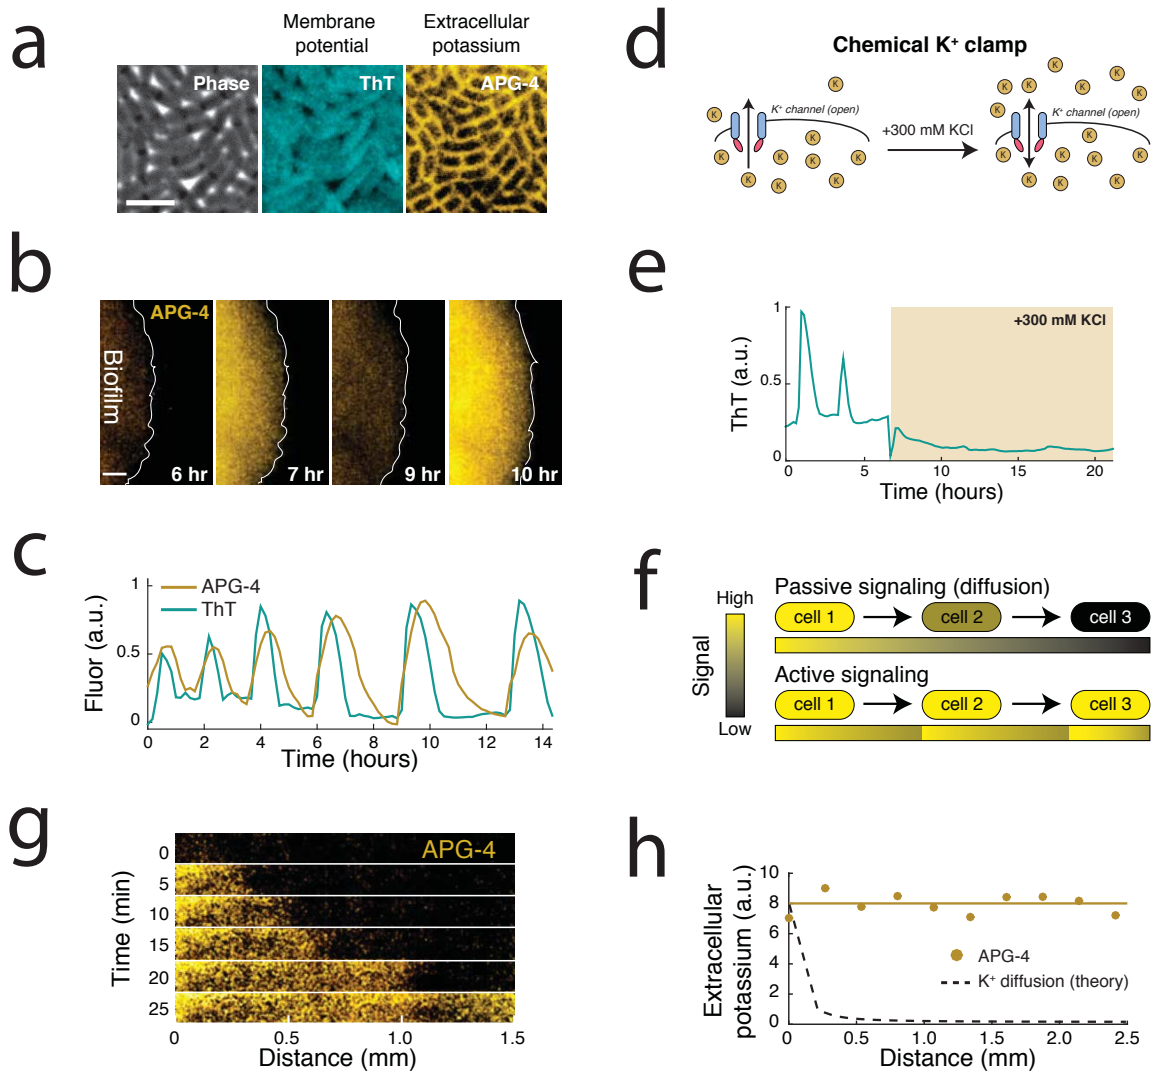 a
Membrane
potential
Extracellular
potassium
Phase
ThT
APG-4
b
APG-4
Biofilm
6 hr
7 hr
9 hr
10 hr
c
APG-4
ThT
Fluor (a.u.)
1
0.5
0
0 2 4 6 8 10 12 14
Time (hours)
d
Chemical K⁺ clamp
K⁺ channel (open)
+300 mM KCl
K⁺ channel (open)
K K K K K K K K K
K K K K K K K K K K K K K K K K
e
+300 mM KCl
ThT (a.u.)
1
0.5
0
0 5 10 15 20
Time (hours)
f
High
Signal
Low
Passive signaling (diffusion)
cell 1 cell 2 cell 3
Active signaling
cell 1 cell 2 cell 3
g
APG-4
Time (min)
0
5
10
15
20
25
0 0.5 1.0 1.5
Distance (mm)
h
Extracellular
potassium (a.u.)
10
8
6
4
2
0
APG-4
K⁺ diffusion (theory)
0 0.5 1.0 1.5 2.0 2.5
Distance (mm)